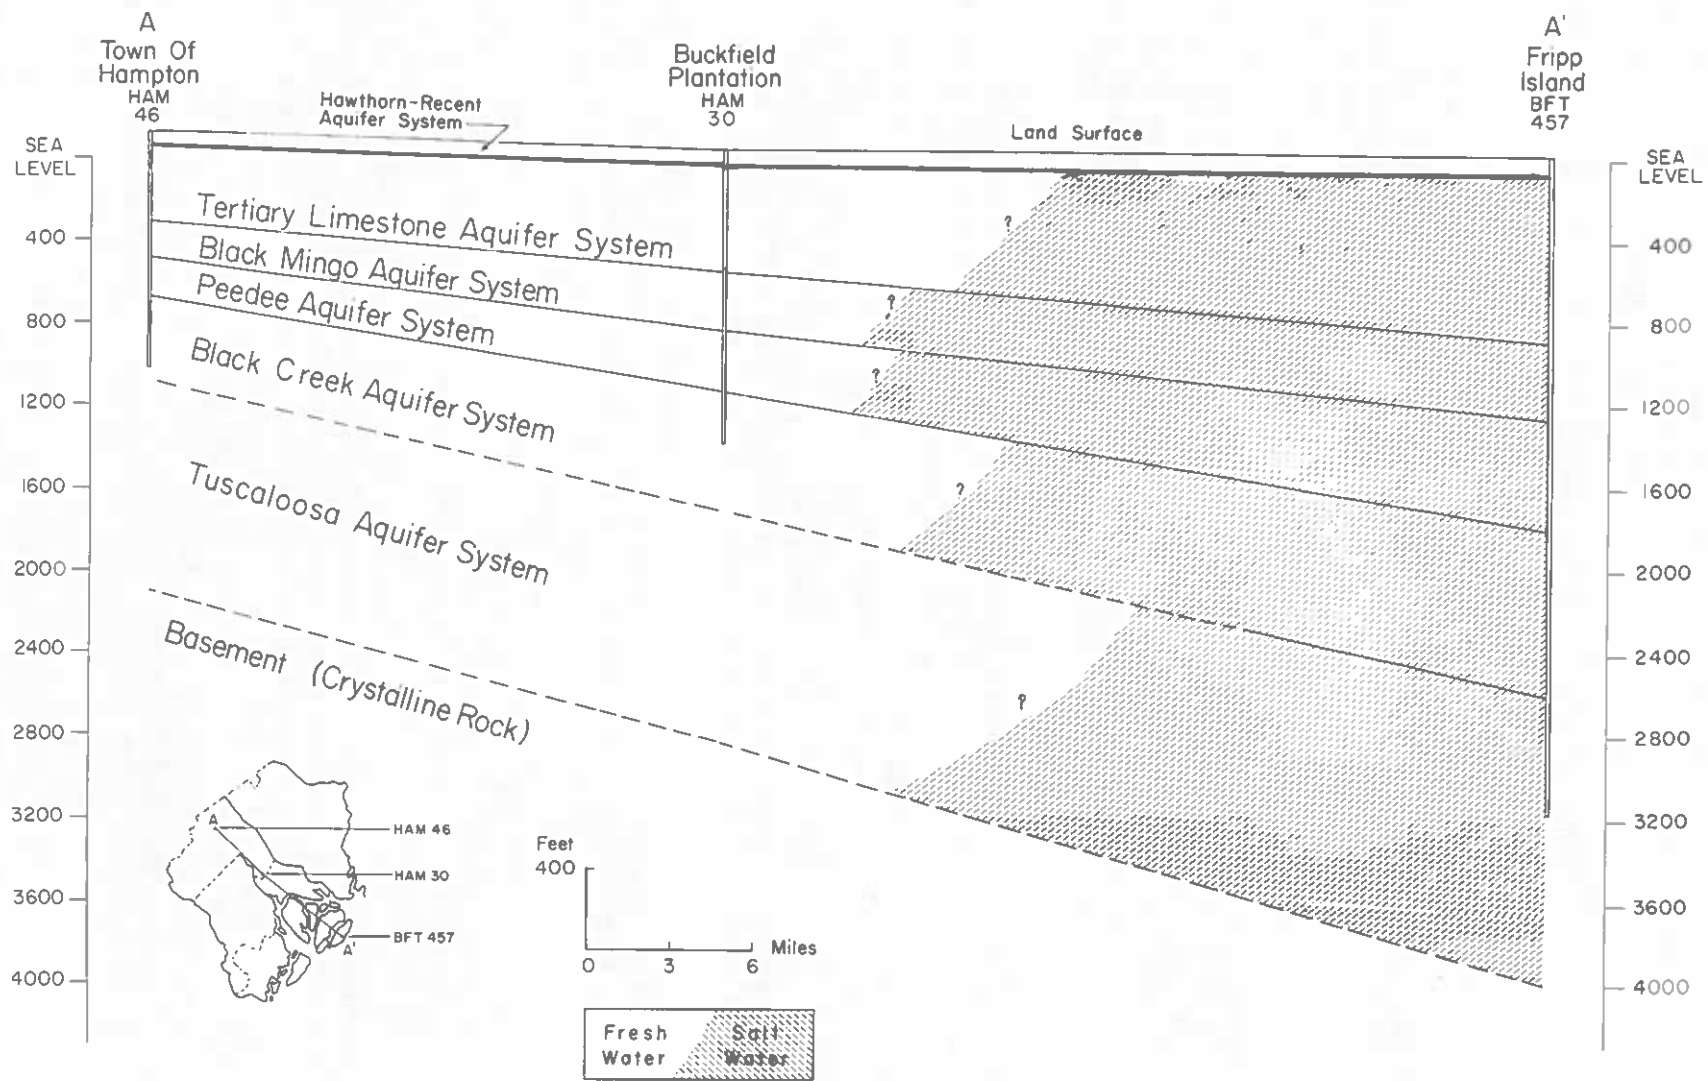 A
Town Of
Hampton
HAM
46
Buckfield
Plantation
HAM
30
A'
Fripp
Island
BFT
457
Hawthorn-Recent
Aquifer System
Land Surface
SEA
LEVEL
400
800
1200
1600
2000
2400
2800
3200
3600
4000
SEA
LEVEL
400
800
1200
1600
2000
2400
2800
3200
3600
4000
Tertiary Limestone Aquifer System
Black Mingo Aquifer System
Peedee Aquifer System
Black Creek Aquifer System
Tuscaloosa Aquifer System
Basement (Crystalline Rock)
?
?
?
?
?
A
HAM 46
HAM 30
BFT 457
A'
Feet
400
Miles
0 3 6
Fresh
Water
Salt
Water